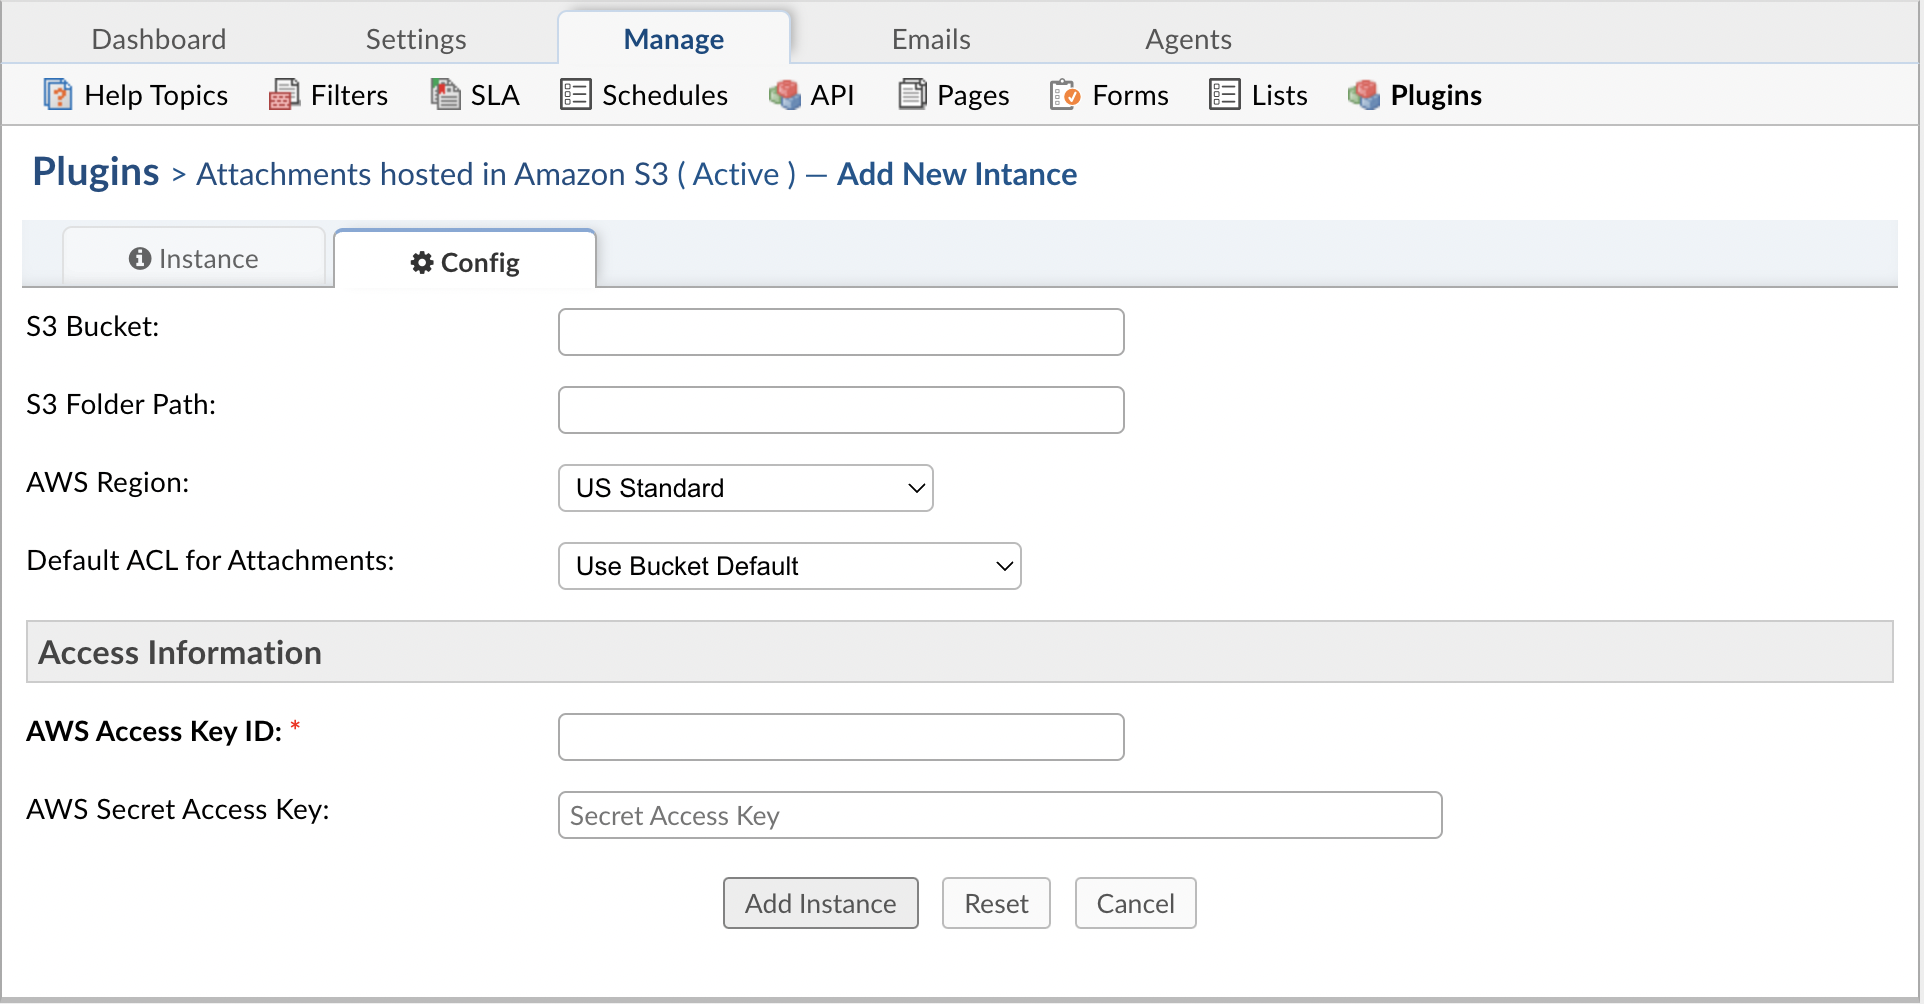 Dashboard Settings Manage Emails Agents
Help Topics Filters SLA Schedules API Pages Forms Lists Plugins
Plugins > Attachments hosted in Amazon S3 ( Active ) — Add New Intance
Instance Config
S3 Bucket:
S3 Folder Path:
AWS Region: US Standard
Default ACL for Attachments: Use Bucket Default
Access Information
AWS Access Key ID: *
AWS Secret Access Key: Secret Access Key
Add Instance Reset Cancel